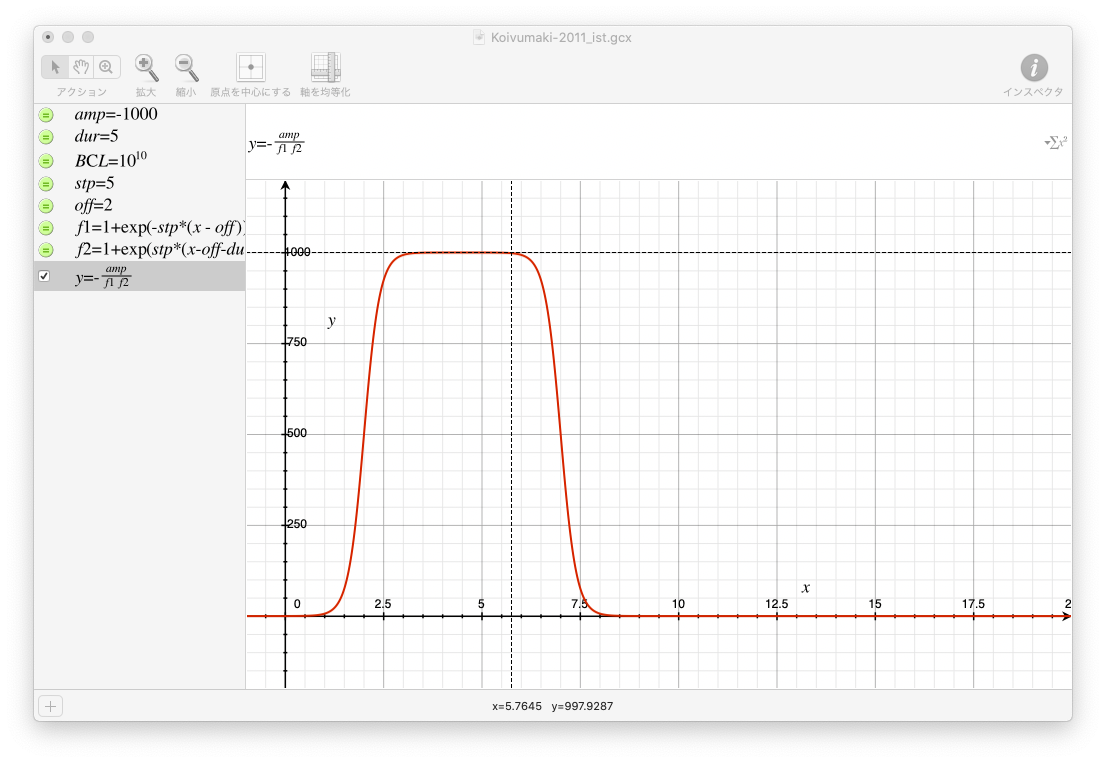 Koivumaki-2011_ist.gcx
アクション 拡大 縮小 原点を中心にする 軸を均等化 インスペクタ
amp=-1000
dur=5
BCL=10^10
stp=5
off=2
f1=1+exp(-stp*(x - off))
f2=1+exp(stp*(x-off-du
y=-amp/f1 f2
y=-amp/f1 f2
Σx²
1000
y
750
500
250
x
0 2.5 5 7.5 10 12.5 15 17.5 2
x=5.7645 y=997.9287